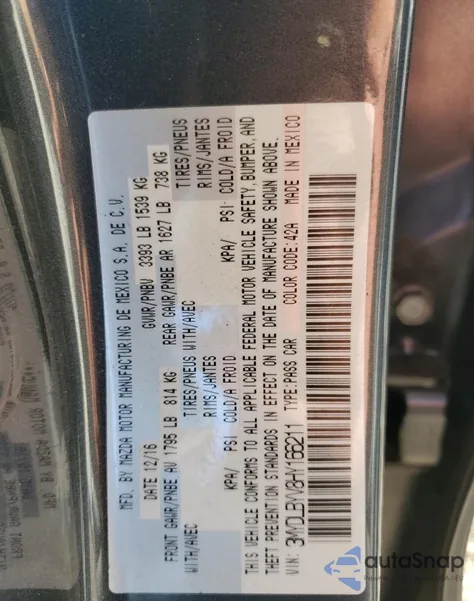 MFD. BY MAZDA MOTOR MANUFACTURING DE MEXICO S.A. DE C.V.
DATE 12/16 GVWR/PNBV 3393 LB 1539 KG
FRONT GAWR/PNBE AV 1795 LB 814 KG REAR GAWR/PNBE AR 1627 LB 738 KG
WITH/AVEC TIRES/PNEUS WITH/AVEC TIRES/PNEUS
RIMS/JANTES RIMS/JANTES
KPA/ PSI COLD/A FROID KPA/ PSI- COLD/A FROID
THIS VEHICLE CONFORMS TO ALL APPLICABLE FEDERAL MOTOR VEHICLE SAFETY, BUMPER, AND
THEFT PREVENTION STANDARDS IN EFFECT ON THE DATE OF MANUFACTURE SHOWN ABOVE.
VIN: 3MYDLBYV8HY166211 TYPE:PASS CAR COLOR CODE:42A MADE IN MEXICO
autoSnap